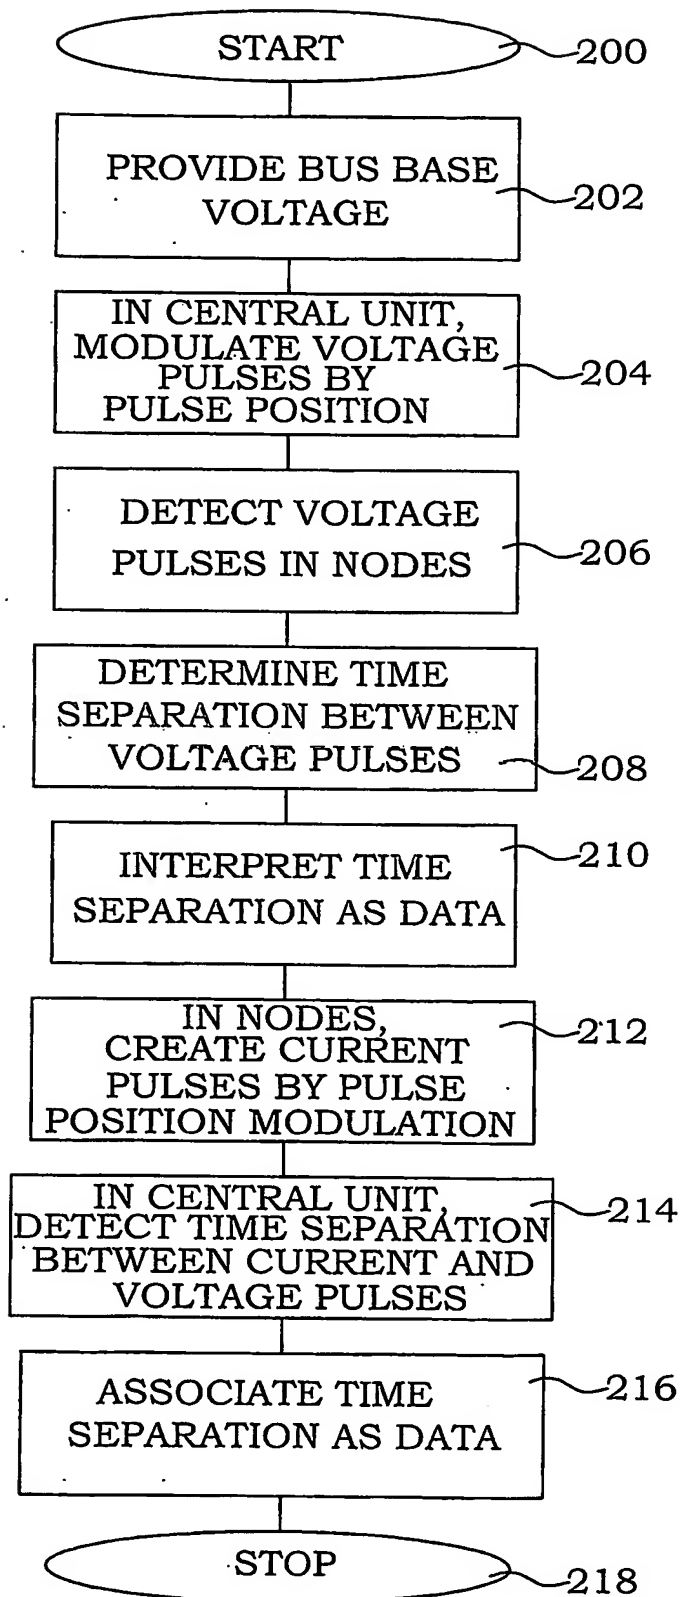 START
200
PROVIDE BUS BASE
VOLTAGE
202
IN CENTRAL UNIT,
MODULATE VOLTAGE
PULSES BY
PULSE POSITION
204
DETECT VOLTAGE
PULSES IN NODES
206
DETERMINE TIME
SEPARATION BETWEEN
VOLTAGE PULSES
208
INTERPRET TIME
SEPARATION AS DATA
210
IN NODES,
CREATE CURRENT
PULSES BY PULSE
POSITION MODULATION
212
IN CENTRAL UNIT,
DETECT TIME SEPARATION
BETWEEN CURRENT AND
VOLTAGE PULSES
214
ASSOCIATE TIME
SEPARATION AS DATA
216
STOP
218